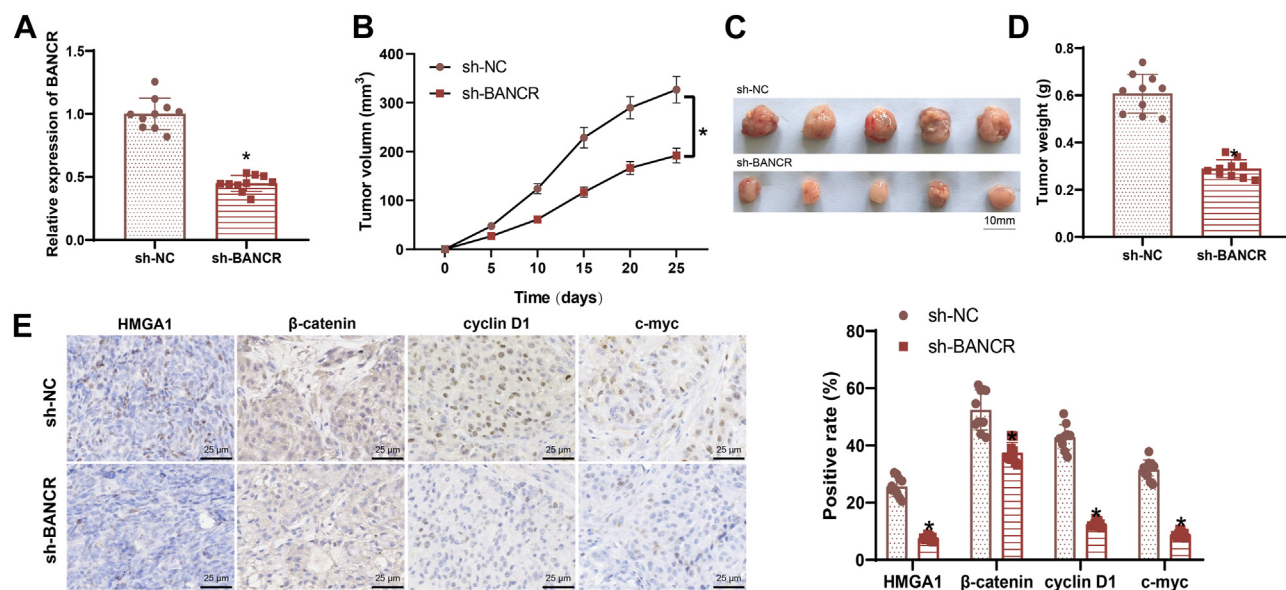 A
Relative expression of BANCR
1.5
1.0
0.5
0.0
*
sh-NC
sh-BANCR
B
Tumor volumn (mm³)
400
300
200
100
0
sh-NC
sh-BANCR
*
0 5 10 15 20 25
Time (days)
C
sh-NC
sh-BANCR
10mm
D
Tumor weight (g)
0.8
0.6
0.4
0.2
0.0
*
sh-NC
sh-BANCR
E
HMGA1 β-catenin cyclin D1 c-myc
sh-NC
25 μm 25 μm 25 μm 25 μm
sh-BANCR
25 μm 25 μm 25 μm 25 μm
Positive rate (%)
80
60
40
20
0
sh-NC
sh-BANCR
* * * *
HMGA1 β-catenin cyclin D1 c-myc